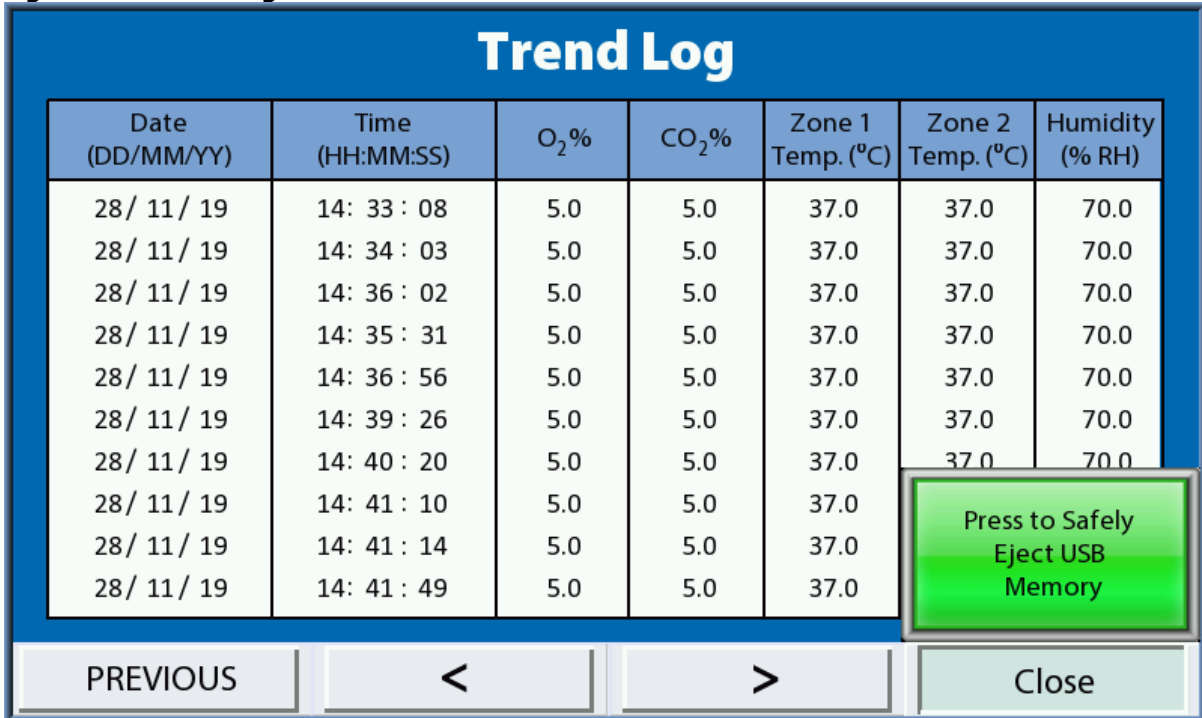 Trend Log
Date Time O₂% CO₂% Zone 1 Zone 2 Humidity
(DD/MM/YY) (HH:MM:SS) Temp. (⁰C) Temp. (⁰C) (% RH)
28/ 11/ 19 14: 33 : 08 5.0 5.0 37.0 37.0 70.0
28/ 11/ 19 14: 34 : 03 5.0 5.0 37.0 37.0 70.0
28/ 11/ 19 14: 36 : 02 5.0 5.0 37.0 37.0 70.0
28/ 11/ 19 14: 35 : 31 5.0 5.0 37.0 37.0 70.0
28/ 11/ 19 14: 36 : 56 5.0 5.0 37.0 37.0 70.0
28/ 11/ 19 14: 39 : 26 5.0 5.0 37.0 37.0 70.0
28/ 11/ 19 14: 40 : 20 5.0 5.0 37.0 37.0 70.0
28/ 11/ 19 14: 41 : 10 5.0 5.0 37.0
28/ 11/ 19 14: 41 : 14 5.0 5.0 37.0
28/ 11/ 19 14: 41 : 49 5.0 5.0 37.0
Press to Safely
Eject USB
Memory
PREVIOUS < > Close